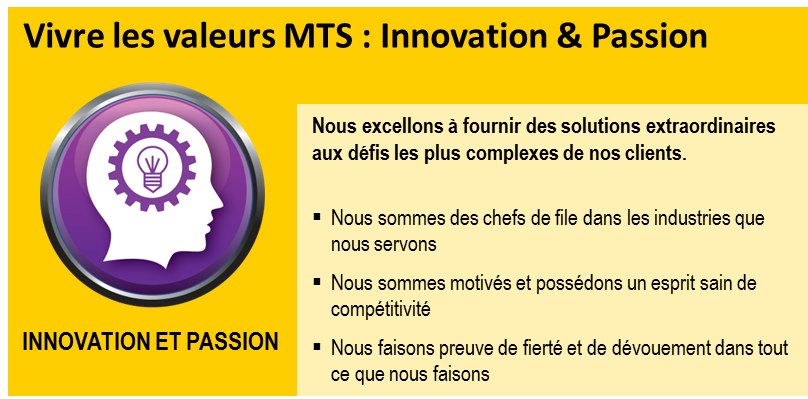 Vivre les valeurs MTS : Innovation & Passion
Nous excellons à fournir des solutions extraordinaires
aux défis les plus complexes de nos clients.
▪ Nous sommes des chefs de file dans les industries que
nous servons
▪ Nous sommes motivés et possédons un esprit sain de
compétitivité
▪ Nous faisons preuve de fierté et de dévouement dans tout
ce que nous faisons
INNOVATION ET PASSION